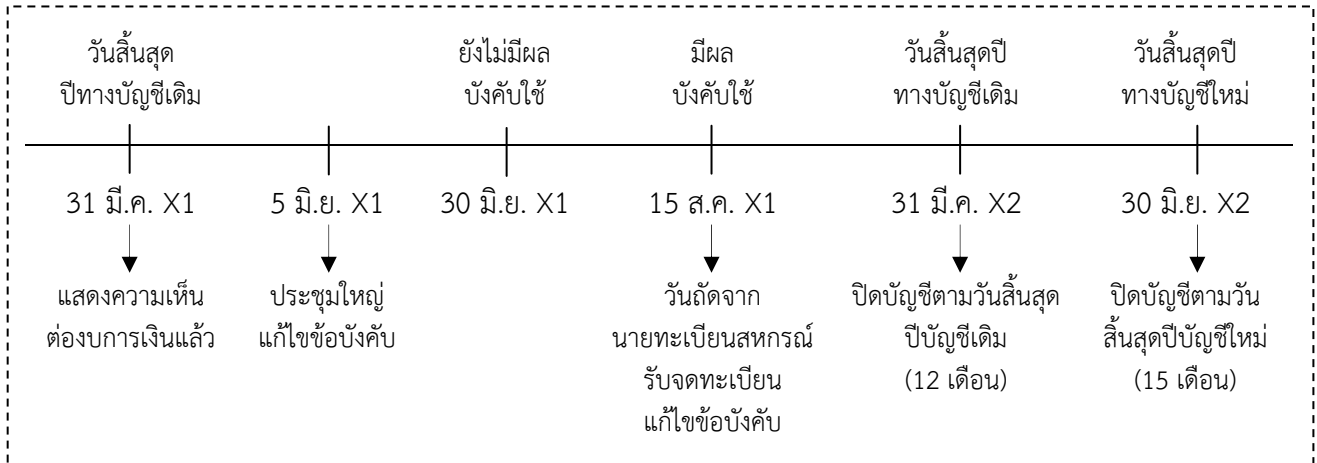 วันสิ้นสุด
ปีทางบัญชีเดิม
ยังไม่มีผล
บังคับใช้
มีผล
บังคับใช้
วันสิ้นสุดปี
ทางบัญชีเดิม
วันสิ้นสุดปี
ทางบัญชีใหม่
31 มี.ค. X1
5 มิ.ย. X1
30 มิ.ย. X1
15 ส.ค. X1
31 มี.ค. X2
30 มิ.ย. X2
แสดงความเห็น
ต่องบการเงินแล้ว
ประชุมใหญ่
แก้ไขข้อบังคับ
วันถัดจาก
นายทะเบียนสหกรณ์
รับจดทะเบียน
แก้ไขข้อบังคับ
ปิดบัญชีตามวันสิ้นสุด
ปีบัญชีเดิม
(12 เดือน)
ปิดบัญชีตามวัน
สิ้นสุดปีบัญชีใหม่
(15 เดือน)